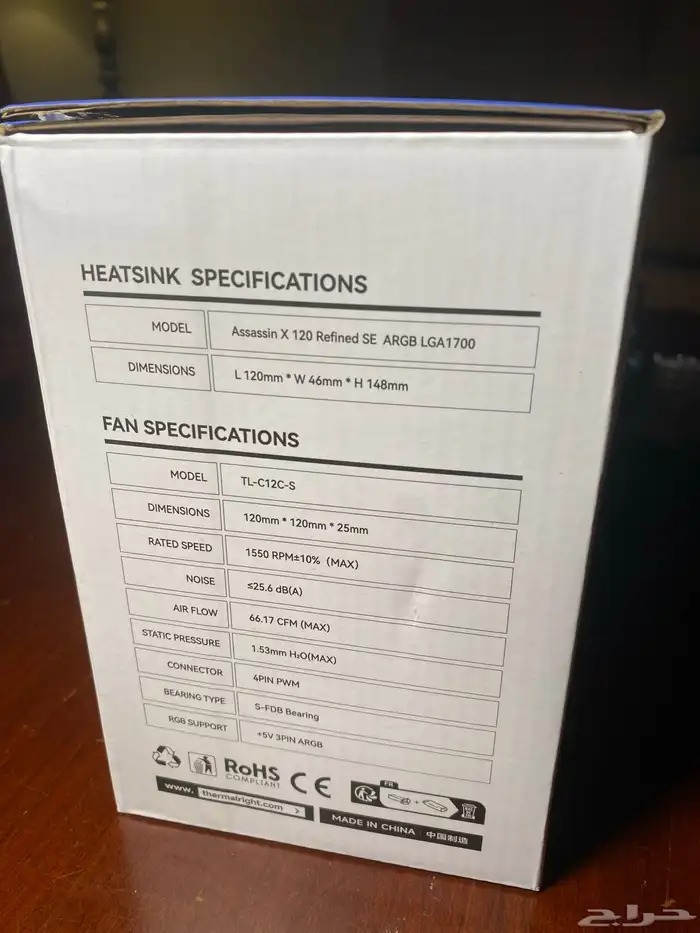 HEATSINK SPECIFICATIONS
MODEL Assassin X 120 Refined SE ARGB LGA1700
DIMENSIONS L 120mm * W 46mm * H 148mm
FAN SPECIFICATIONS
MODEL TL-C12C-S
DIMENSIONS 120mm * 120mm * 25mm
RATED SPEED 1550 RPM±10% (MAX)
NOISE ≤25.6 dB(A)
AIR FLOW 66.17 CFM (MAX)
STATIC PRESSURE 1.53mm H₂O(MAX)
CONNECTOR 4PIN PWM
BEARING TYPE S-FDB Bearing
RGB SUPPORT +5V 3PIN ARGB
RoHS
COMPLIANT
CE
FR
www. thermalright.com >
MADE IN CHINA 中国制造
حراج